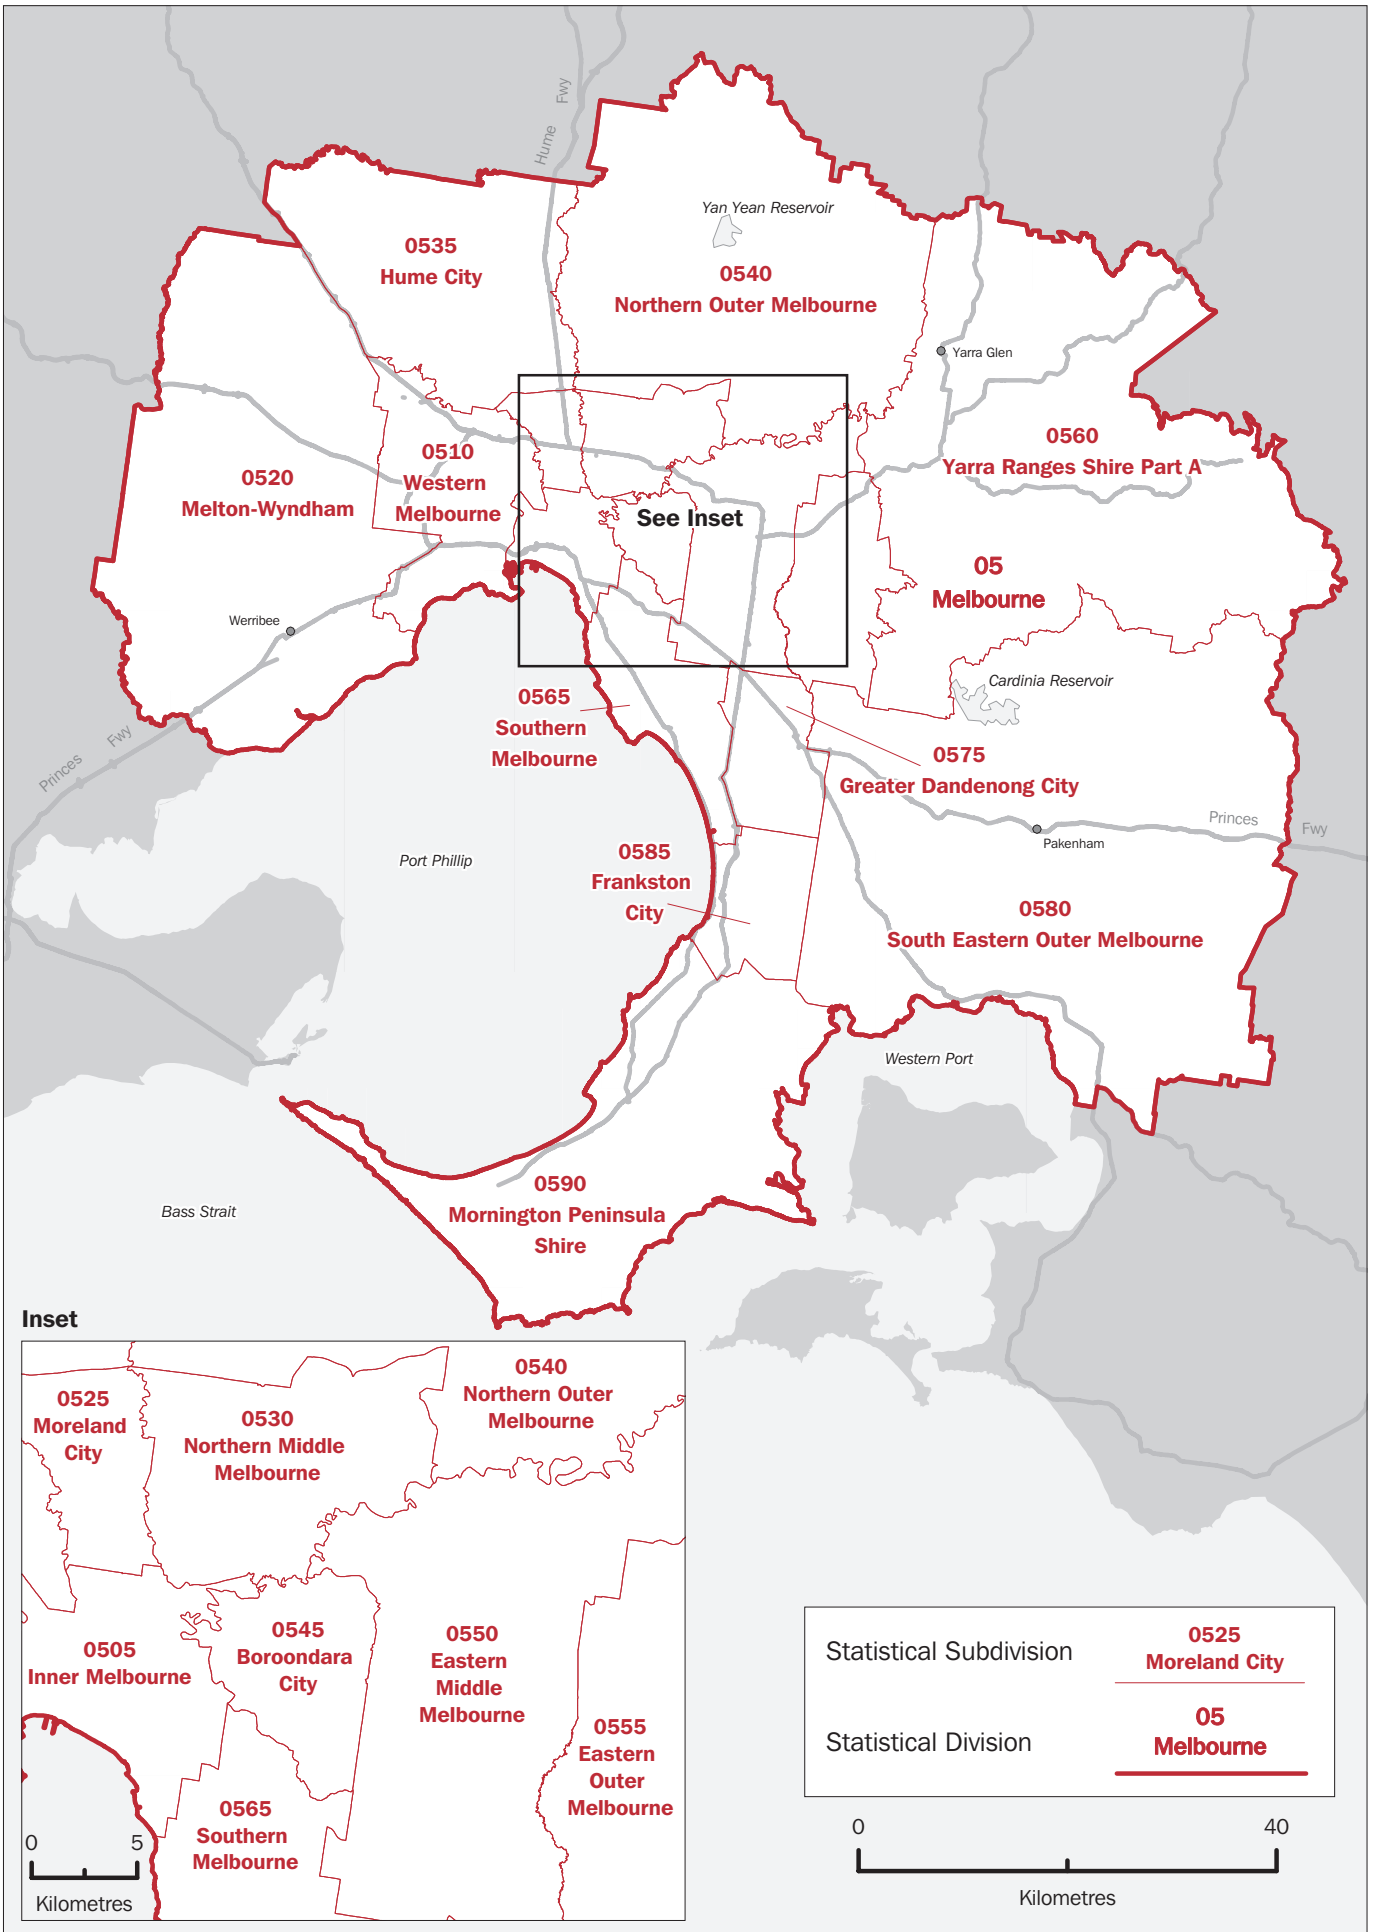 Hume
Fwy
Yan Yean Reservoir
0535
Hume City
0540
Northern Outer Melbourne
Yarra Glen
0560
Yarra Ranges Shire Part A
0510
Western
Melbourne
0520
Melton-Wyndham
See Inset
05
Melbourne
Werribee
Cardinia Reservoir
0565
Southern
Melbourne
Princes
Fwy
0575
Greater Dandenong City
Princes
Fwy
Pakenham
Port Phillip
0585
Frankston
City
0580
South Eastern Outer Melbourne
Western Port
0590
Mornington Peninsula
Shire
Bass Strait
Inset
0540
Northern Outer
Melbourne
0525
Moreland
City
0530
Northern Middle
Melbourne
0505
Inner Melbourne
0545
Boroondara
City
0550
Eastern
Middle
Melbourne
0555
Eastern
Outer
Melbourne
0565
Southern
Melbourne
0
5
Kilometres
Statistical Subdivision
0525
Moreland City
Statistical Division
05
Melbourne
0
40
Kilometres